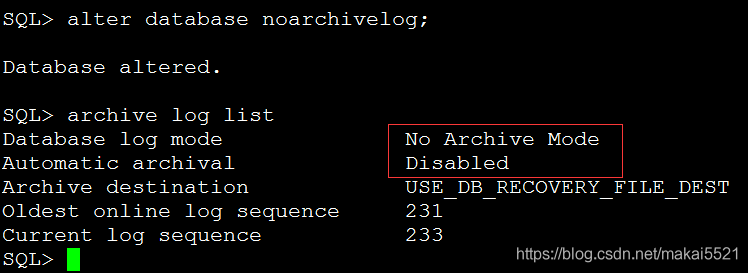 SQL> alter database noarchivelog;
Database altered.
SQL> archive log list
Database log mode No Archive Mode
Automatic archival Disabled
Archive destination USE_DB_RECOVERY_FILE_DEST
Oldest online log sequence 231
Current log sequence 233
SQL>
https://blog.csdn.net/makai5521